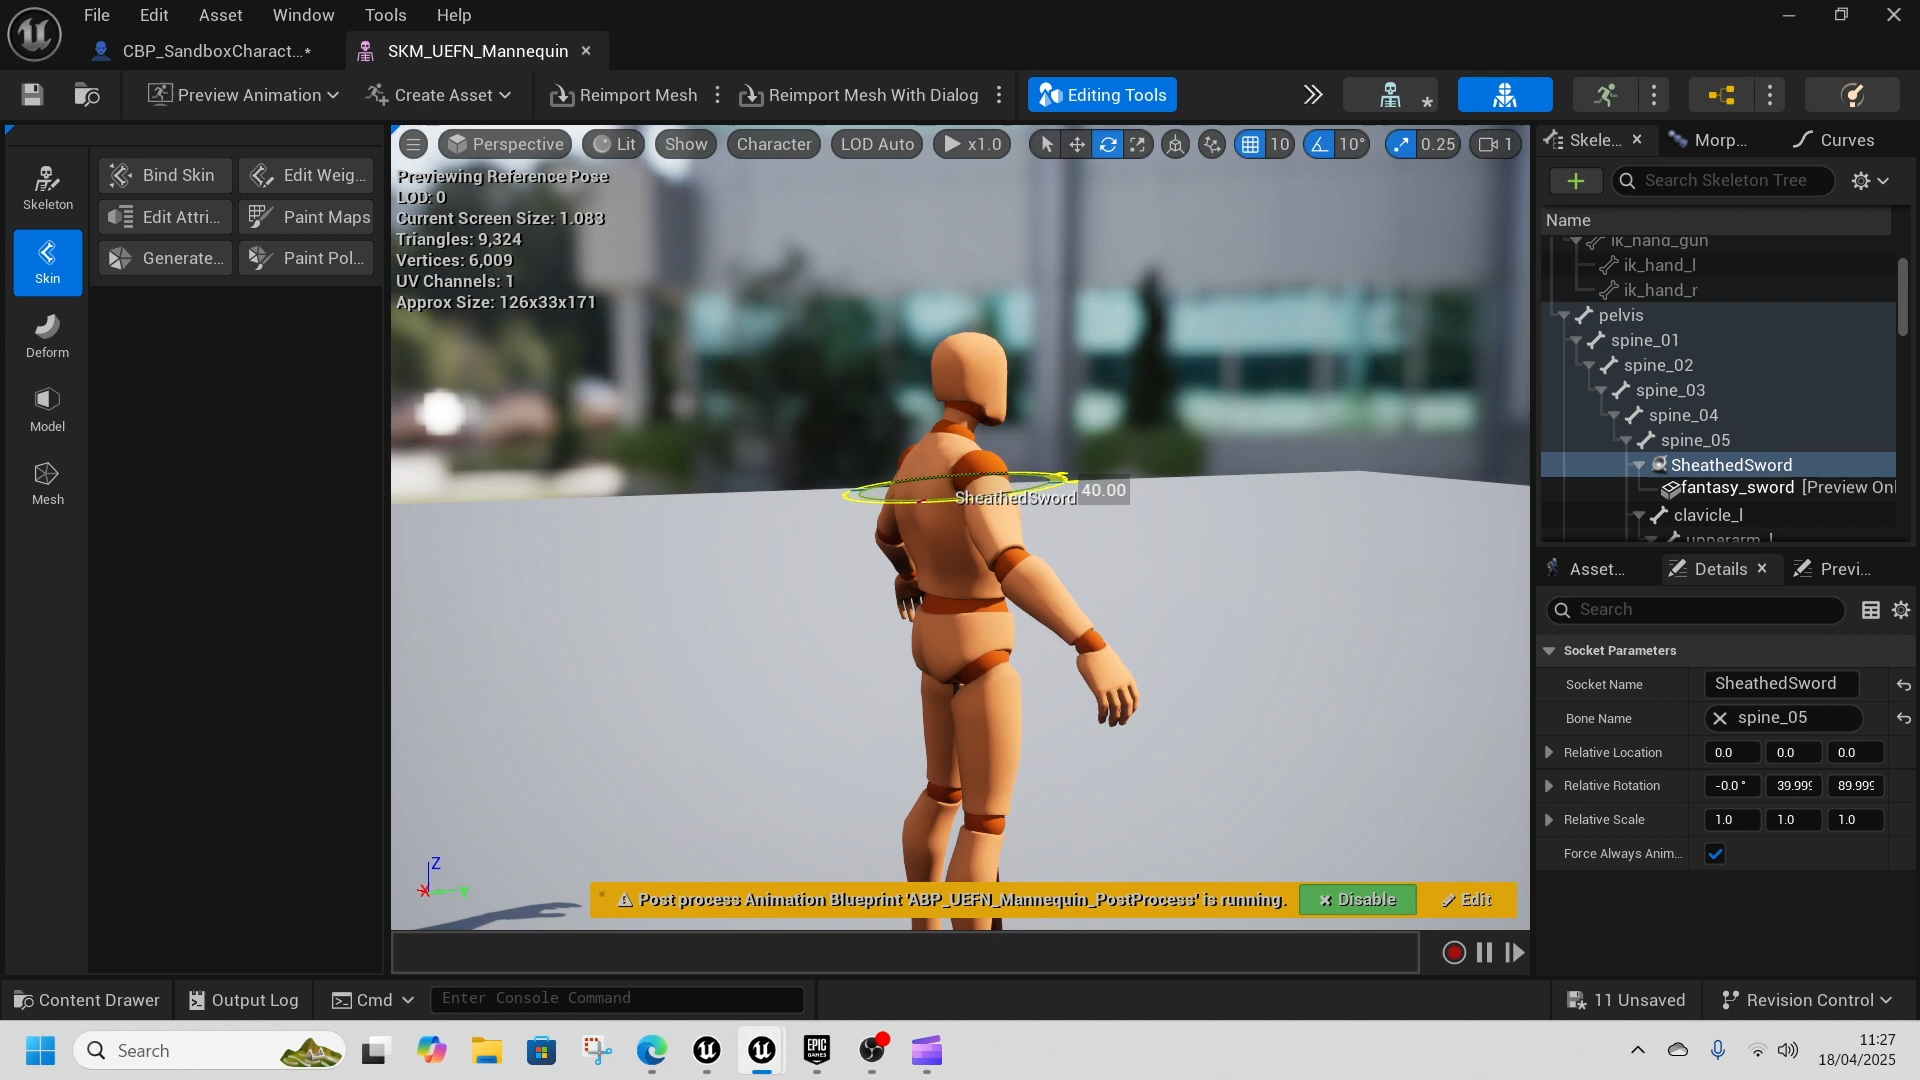 File Edit Asset Window Tools Help
CBP_SandboxCharact...* SKM_UEFN_Mannequin
Preview Animation Create Asset Reimport Mesh Reimport Mesh With Dialog Editing Tools
Skeleton
Skin
Deform
Model
Mesh
Bind Skin Edit Weig...
Edit Attri... Paint Maps
Generate... Paint Pol...
Perspective Lit Show Character LOD Auto x1.0 10 10° 0.25 1
Previewing Reference Pose
LOD: 0
Current Screen Size: 1.083
Triangles: 9,324
Vertices: 6,009
UV Channels: 1
Approx Size: 126x33x171
SheathedSword 40.00
Z
X Y
Post process Animation Blueprint 'ABP_UEFN_Mannequin_PostProcess' is running. Disable Edit
Skele... Morp... Curves
Search Skeleton Tree
Name
ik_hand_gun
ik_hand_l
ik_hand_r
pelvis
spine_01
spine_02
spine_03
spine_04
spine_05
SheathedSword
fantasy_sword [Preview Onl
clavicle_l
upperarm_l
Asset... Details Previ...
Search
Socket Parameters
Socket Name SheathedSword
Bone Name spine_05
Relative Location 0.0 0.0 0.0
Relative Rotation -0.0° 39.999 89.999
Relative Scale 1.0 1.0 1.0
Force Always Anim...
Content Drawer Output Log Cmd Enter Console Command 11 Unsaved Revision Control
Search
EPIC GAMES
11:27
18/04/2025